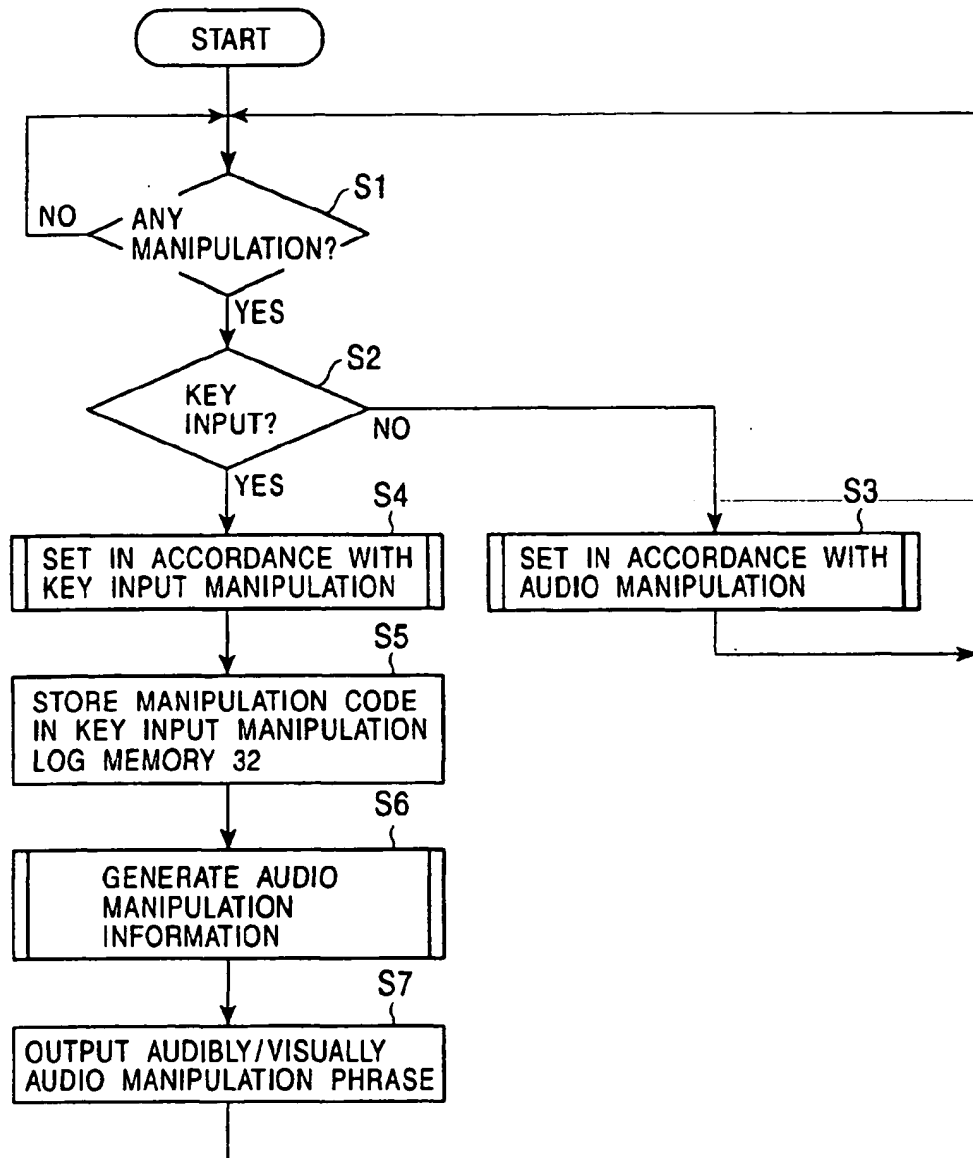 START
S1
NO
ANY
MANIPULATION?
YES
S2
KEY
INPUT?
NO
YES
S4
SET IN ACCORDANCE WITH
KEY INPUT MANIPULATION
S3
SET IN ACCORDANCE WITH
AUDIO MANIPULATION
S5
STORE MANIPULATION CODE
IN KEY INPUT MANIPULATION
LOG MEMORY 32
S6
GENERATE AUDIO
MANIPULATION
INFORMATION
S7
OUTPUT AUDIBLY/VISUALLY
AUDIO MANIPULATION PHRASE